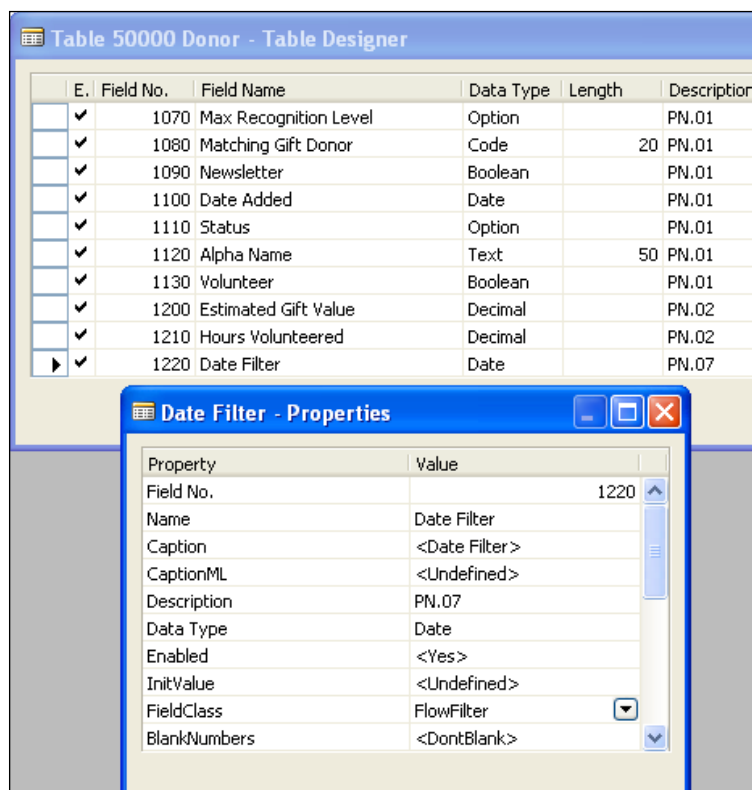 Table 50000 Donor - Table Designer
E. Field No. Field Name Data Type Length Description
1070 Max Recognition Level Option PN.01
1080 Matching Gift Donor Code 20 PN.01
1090 Newsletter Boolean PN.01
1100 Date Added Date PN.01
1110 Status Option PN.01
1120 Alpha Name Text 50 PN.01
1130 Volunteer Boolean PN.01
1200 Estimated Gift Value Decimal PN.02
1210 Hours Volunteered Decimal PN.02
1220 Date Filter Date PN.07
Date Filter - Properties
Property Value
Field No. 1220
Name Date Filter
Caption <Date Filter>
CaptionML <Undefined>
Description PN.07
Data Type Date
Enabled <Yes>
InitValue <Undefined>
FieldClass FlowFilter
BlankNumbers <DontBlank>